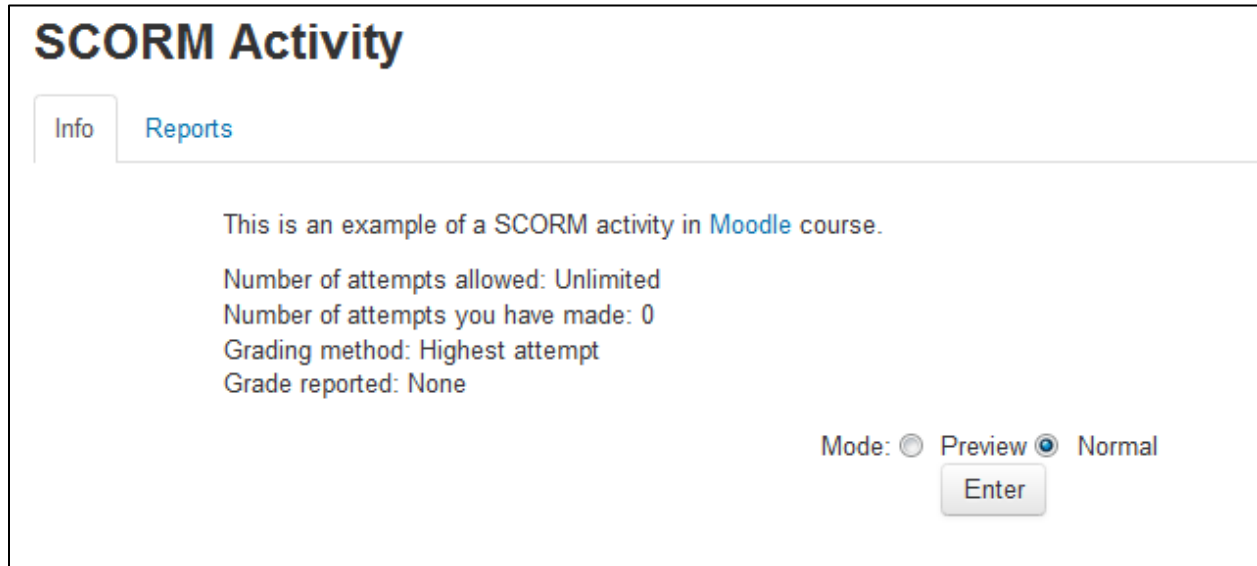 SCORM Activity
Info Reports
This is an example of a SCORM activity in Moodle course.
Number of attempts allowed: Unlimited
Number of attempts you have made: 0
Grading method: Highest attempt
Grade reported: None
Mode: Preview Normal
Enter